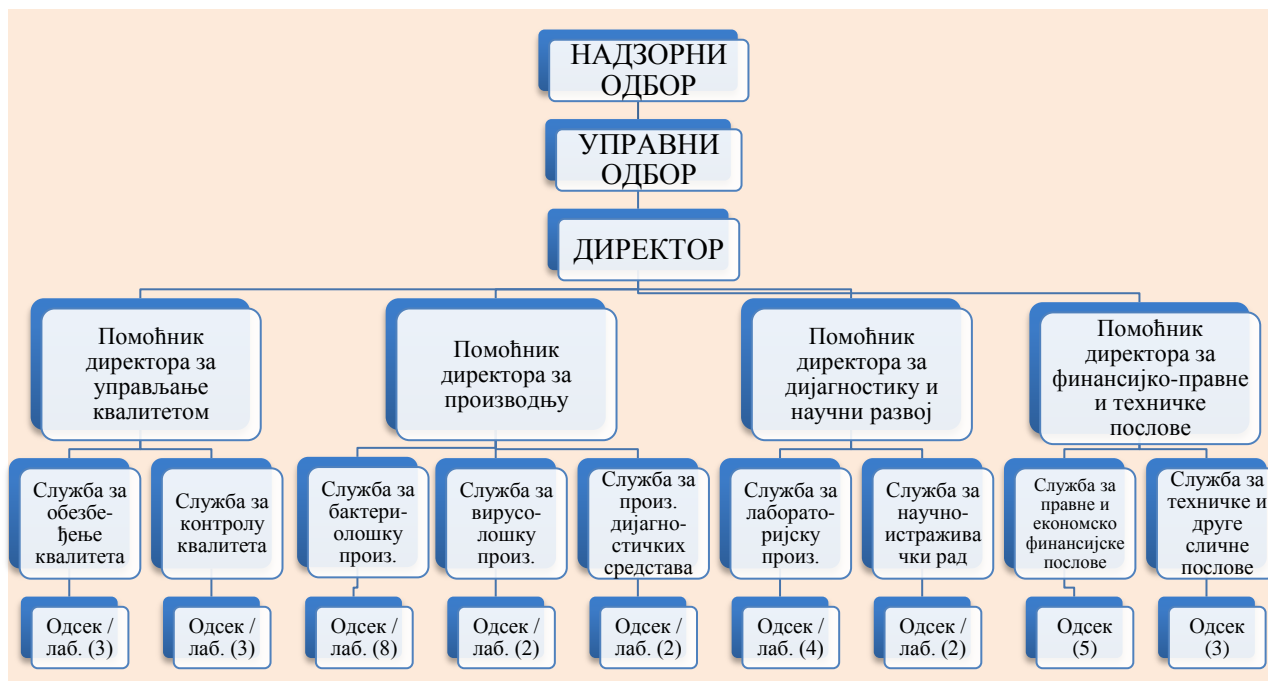 НАДЗОРНИ
ОДБОР
УПРАВНИ
ОДБОР
ДИРЕКТОР
Помоћник
директора за
управљање
квалитетом
Помоћник
директора за
производњу
Помоћник
директора за
дијагностику и
научни развој
Помоћник
директора за
финансијко-правне
и техничке
послове
Служба за
обезбе-
ђење
квалитета
Служба за
контролу
квалитета
Служба за
бактери-
олошку
произ.
Служба за
вирусо-
лошку
произ.
Служба за
произ.
дијагно-
стичких
средстава
Служба за
лаборато-
ријску
произ.
Служба за
научно-
истражива
чки рад
Служба за
правне и
економско
финансијске
послове
Служба за
техничке и
друге
сличне
послове
Одсек /
лаб. (3)
Одсек /
лаб. (3)
Одсек /
лаб. (8)
Одсек /
лаб. (2)
Одсек /
лаб. (2)
Одсек /
лаб. (4)
Одсек /
лаб. (2)
Одсек
(5)
Одсек
(3)